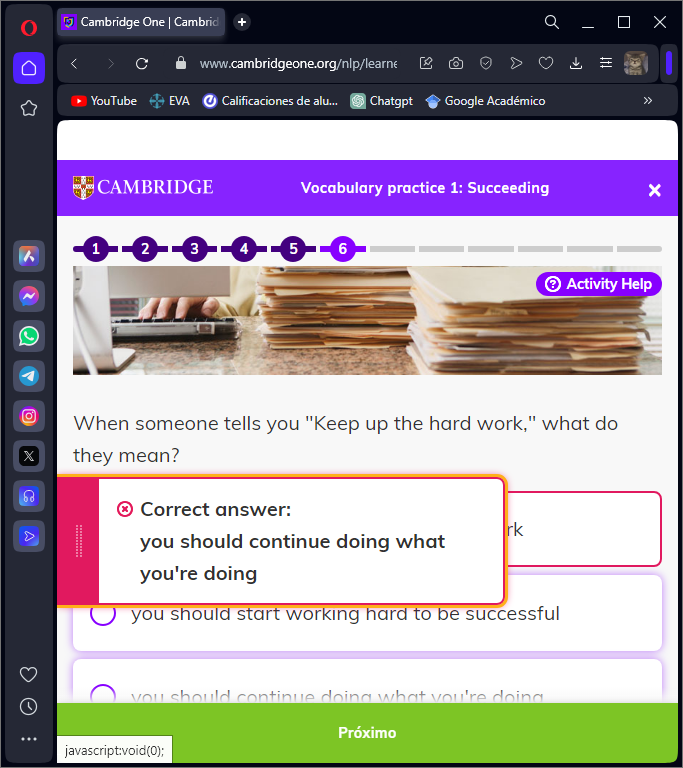 Cambridge One | Cambrid
www.cambridgeone.org/nlp/learne
YouTube
EVA
Calificaciones de alu...
Chatgpt
Google Académico
CAMBRIDGE
Vocabulary practice 1: Succeeding
1 2 3 4 5 6
Activity Help
When someone tells you "Keep up the hard work," what do
they mean?
Correct answer:
you should continue doing what
you're doing
rk
you should start working hard to be successful
you should continue doing what you're doing
Próximo
javascript:void(0);